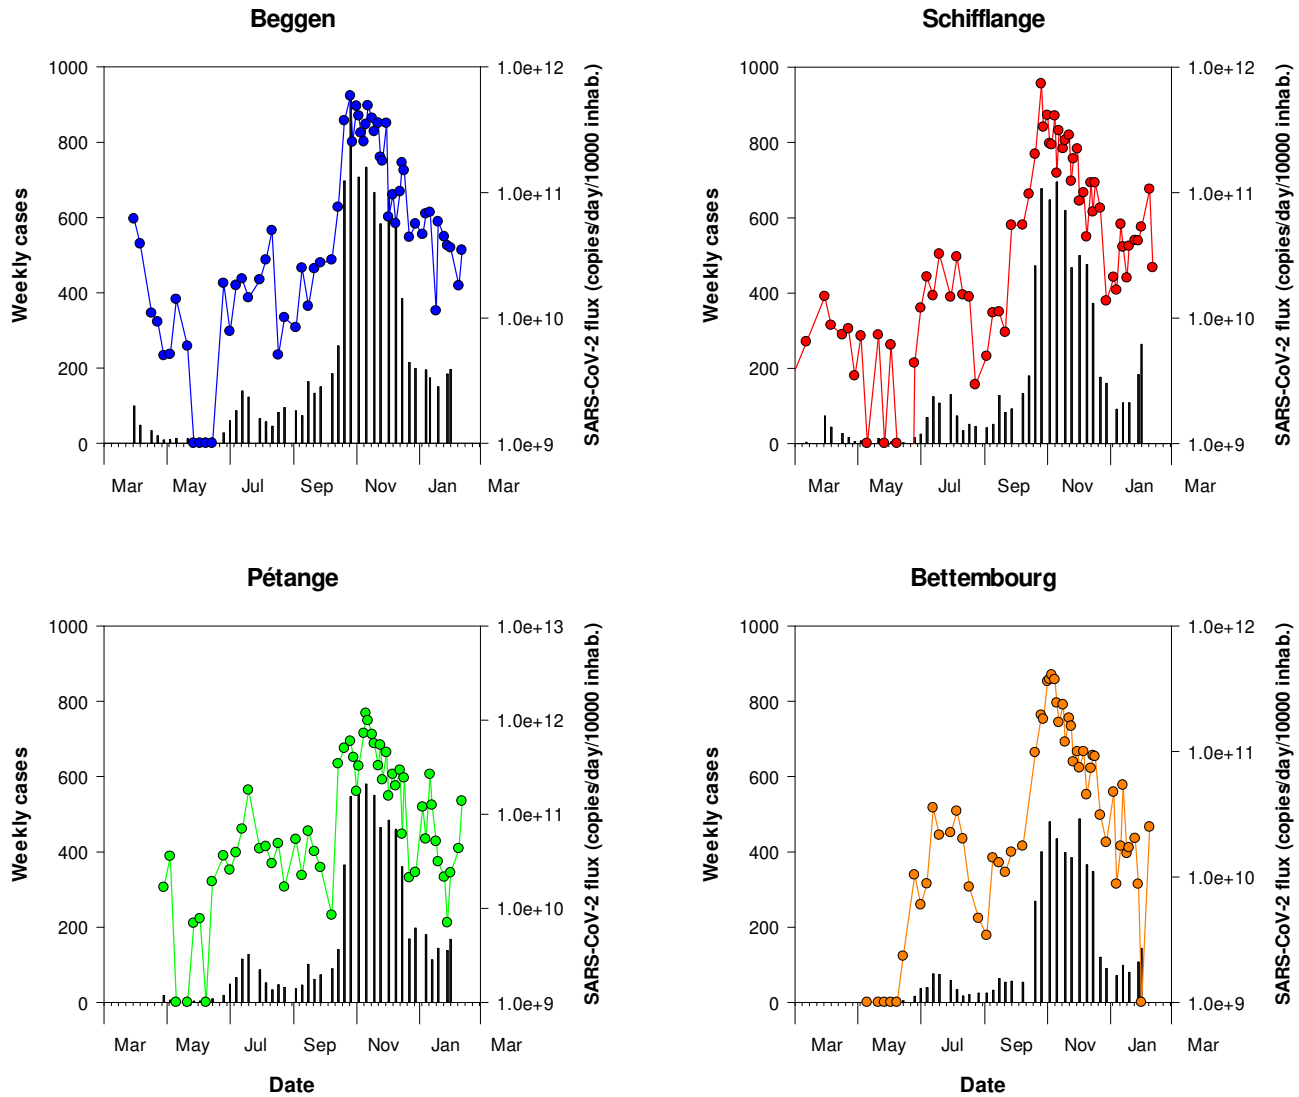 Beggen
1000
800
600
400
200
0
Weekly cases
1.0e+12
1.0e+11
1.0e+10
1.0e+9
SARS-CoV-2 flux (copies/day/10000 inhab.)
Mar May Jul Sep Nov Jan Mar
Schifflange
1000
800
600
400
200
0
Weekly cases
1.0e+12
1.0e+11
1.0e+10
1.0e+9
SARS-CoV-2 flux (copies/day/10000 inhab.)
Mar May Jul Sep Nov Jan Mar
Pétange
1000
800
600
400
200
0
Weekly cases
1.0e+13
1.0e+12
1.0e+11
1.0e+10
1.0e+9
SARS-CoV-2 flux (copies/day/10000 inhab.)
Mar May Jul Sep Nov Jan Mar
Date
Bettembourg
1000
800
600
400
200
0
Weekly cases
1.0e+12
1.0e+11
1.0e+10
1.0e+9
SARS-CoV-2 flux (copies/day/10000 inhab.)
Mar May Jul Sep Nov Jan Mar
Date